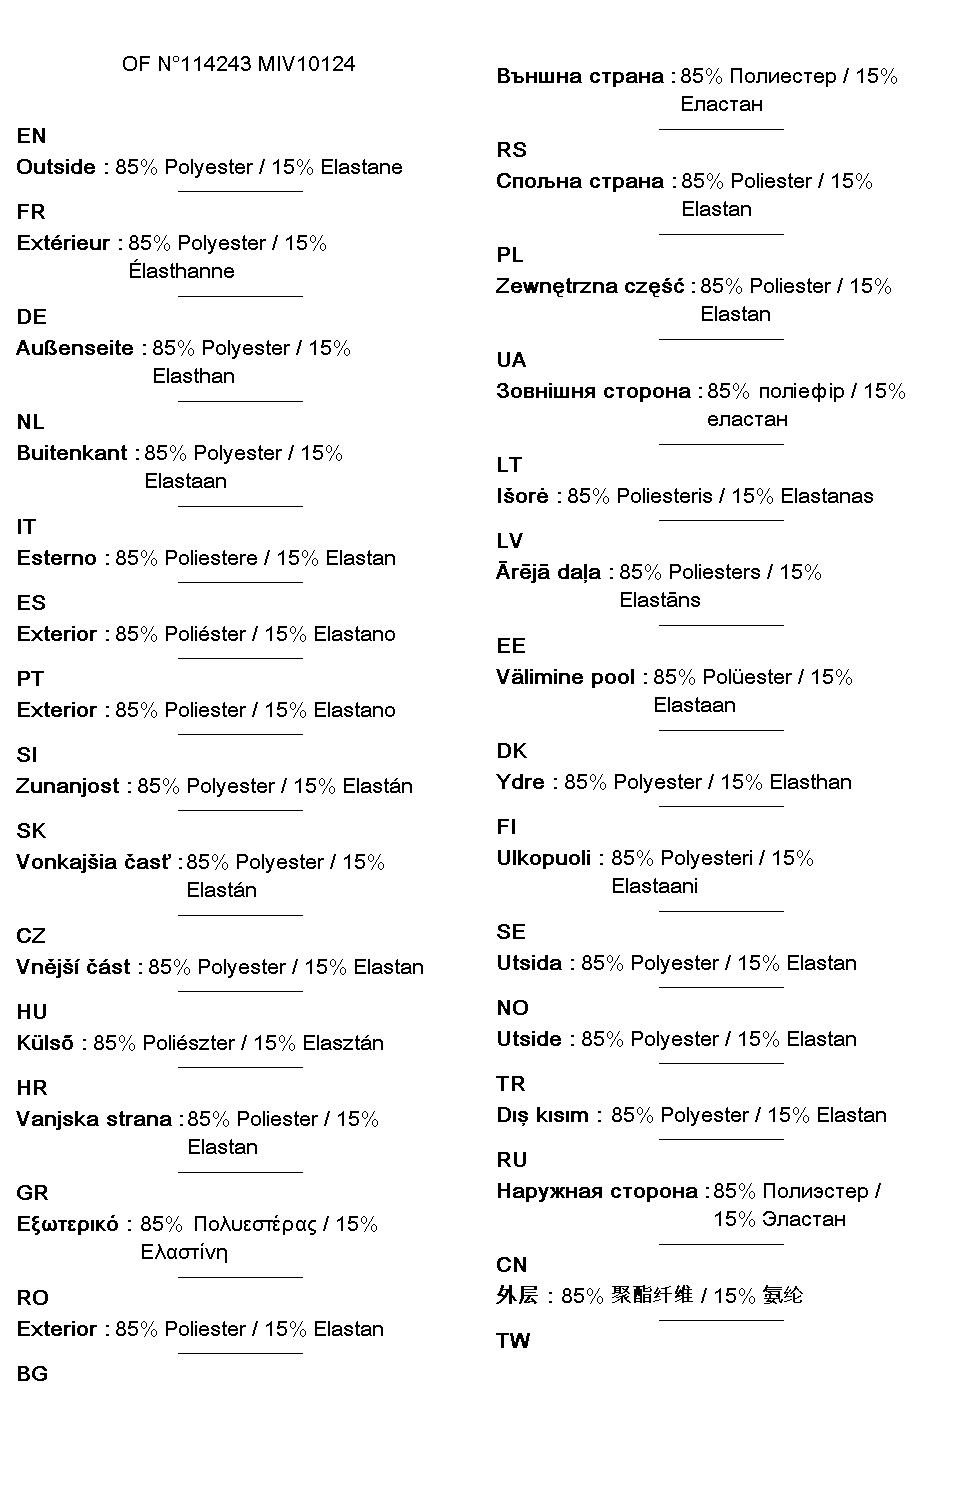 OF N°114243 MIV10124
EN
Outside : 85% Polyester / 15% Elastane
FR
Extérieur : 85% Polyester / 15%
Élasthanne
DE
Außenseite : 85% Polyester / 15%
Elasthan
NL
Buitenkant : 85% Polyester / 15%
Elastaan
IT
Esterno : 85% Poliestere / 15% Elastan
ES
Exterior : 85% Poliéster / 15% Elastano
PT
Exterior : 85% Poliester / 15% Elastano
SI
Zunanjost : 85% Polyester / 15% Elastán
SK
Vonkajšia časť : 85% Polyester / 15%
Elastán
CZ
Vnější část : 85% Polyester / 15% Elastan
HU
Külső : 85% Poliészter / 15% Elasztán
HR
Vanjska strana : 85% Poliester / 15%
Elastan
GR
Εξωτερικό : 85% Πολυεστέρας / 15%
Ελαστίνη
RO
Exterior : 85% Poliester / 15% Elastan
BG
Външна страна : 85% Полиестер / 15%
Еластан
RS
Спољна страна : 85% Poliester / 15%
Elastan
PL
Zewnętrzna część : 85% Poliester / 15%
Elastan
UA
Зовнішня сторона : 85% поліефір / 15%
еластан
LT
Išorė : 85% Poliesteris / 15% Elastanas
LV
Ārējā daļa : 85% Poliesters / 15%
Elastāns
EE
Välimine pool : 85% Polüester / 15%
Elastaan
DK
Ydre : 85% Polyester / 15% Elasthan
FI
Ulkopuoli : 85% Polyesteri / 15%
Elastaani
SE
Utsida : 85% Polyester / 15% Elastan
NO
Utside : 85% Polyester / 15% Elastan
TR
Dış kısım : 85% Polyester / 15% Elastan
RU
Наружная сторона : 85% Полиэстер /
15% Эластан
CN
外层 : 85% 聚酯纤维 / 15% 氨纶
TW